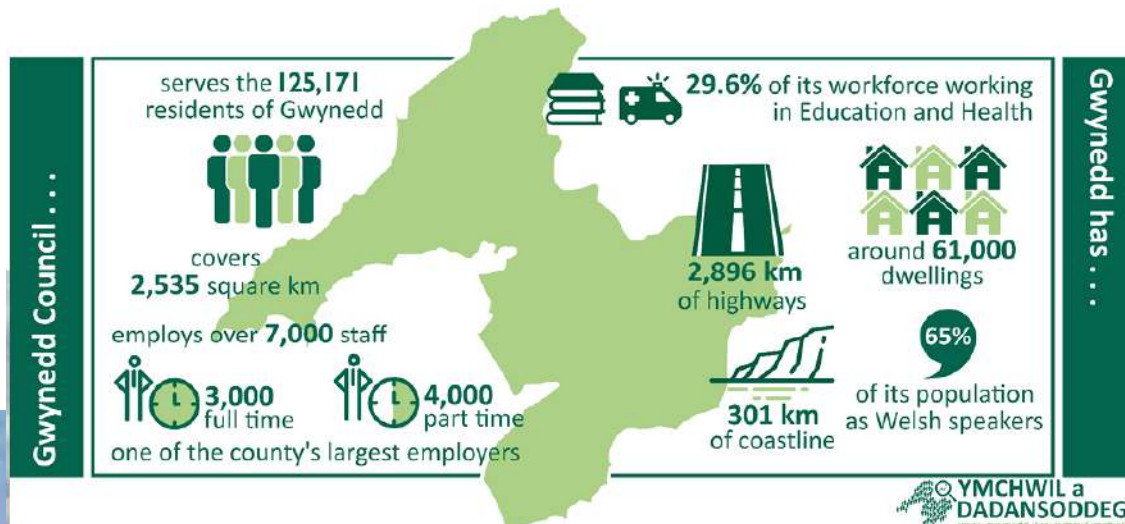 Gwynedd Council . . .
serves the 125,171
residents of Gwynedd
covers
2,535 square km
employs over 7,000 staff
3,000
full time
4,000
part time
one of the county's largest employers
Gwynedd has . . .
29.6% of its workforce working
in Education and Health
2,896 km
of highways
around 61,000
dwellings
301 km
of coastline
65%
of its population
as Welsh speakers
YMCHWIL a
DADANSODDEG